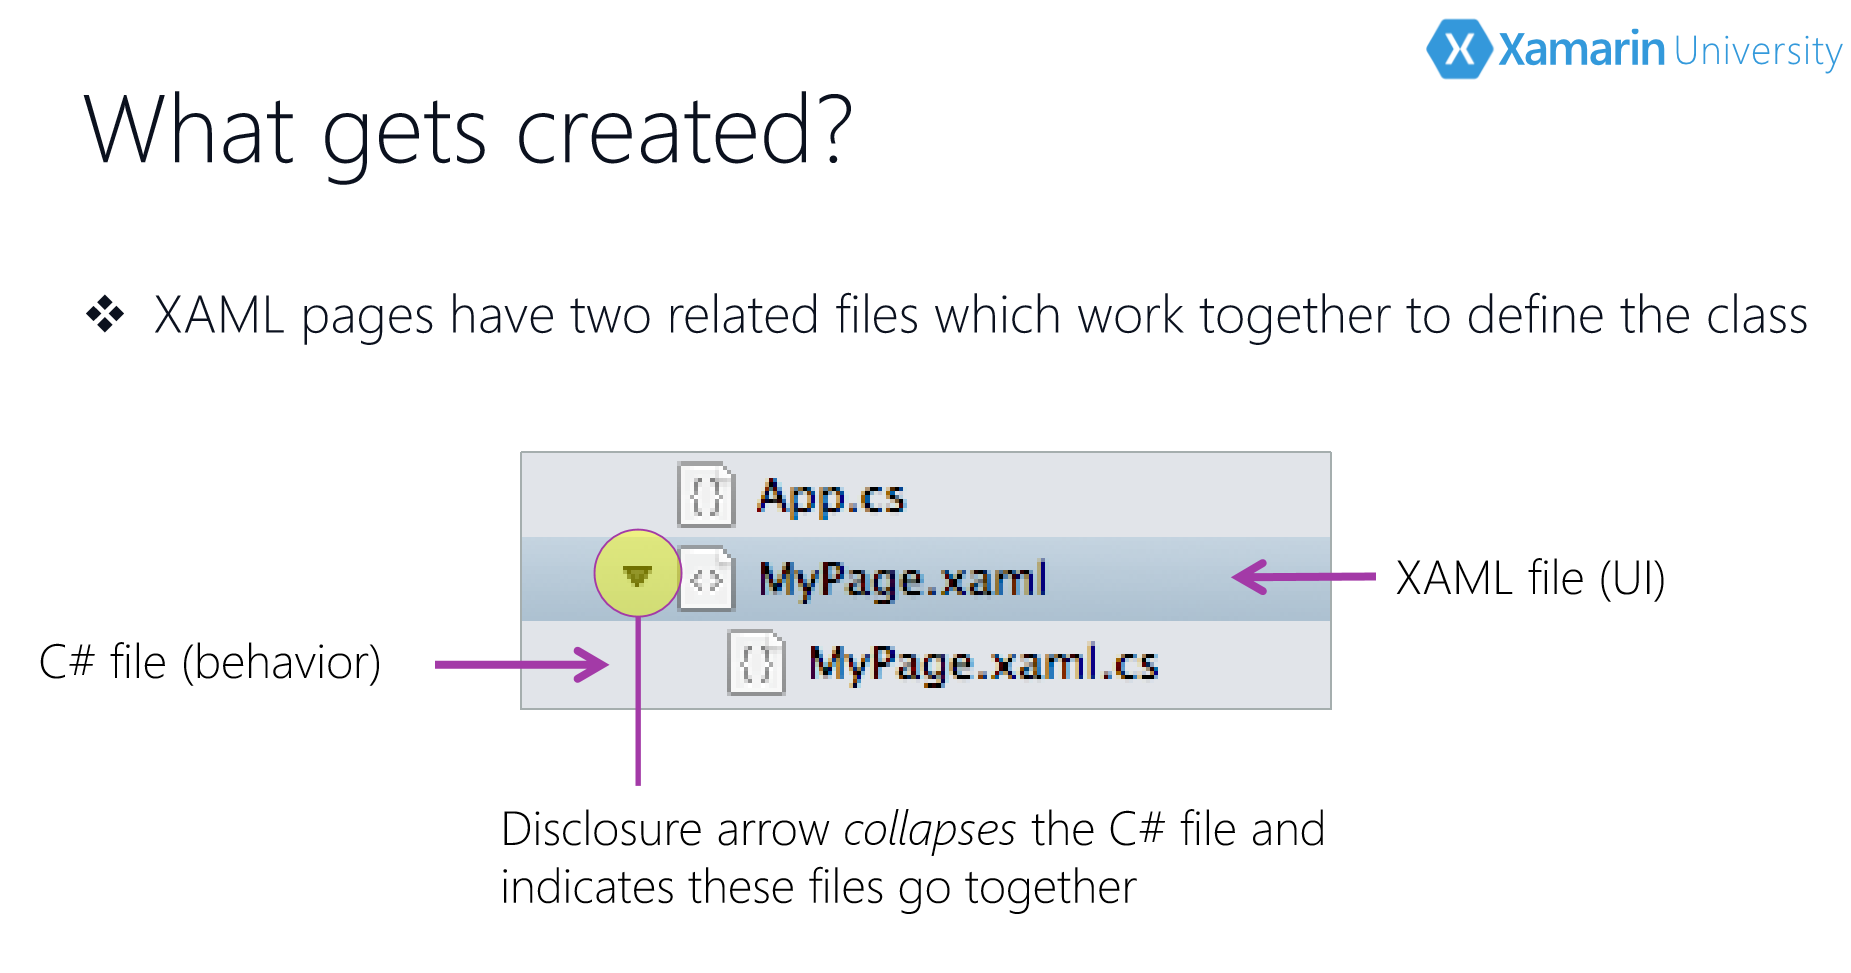 Xamarin University
What gets created?
❖ XAML pages have two related files which work together to define the class
{} App.cs
<> MyPage.xaml
XAML file (UI)
C# file (behavior)
{} MyPage.xaml.cs
Disclosure arrow collapses the C# file and
indicates these files go together